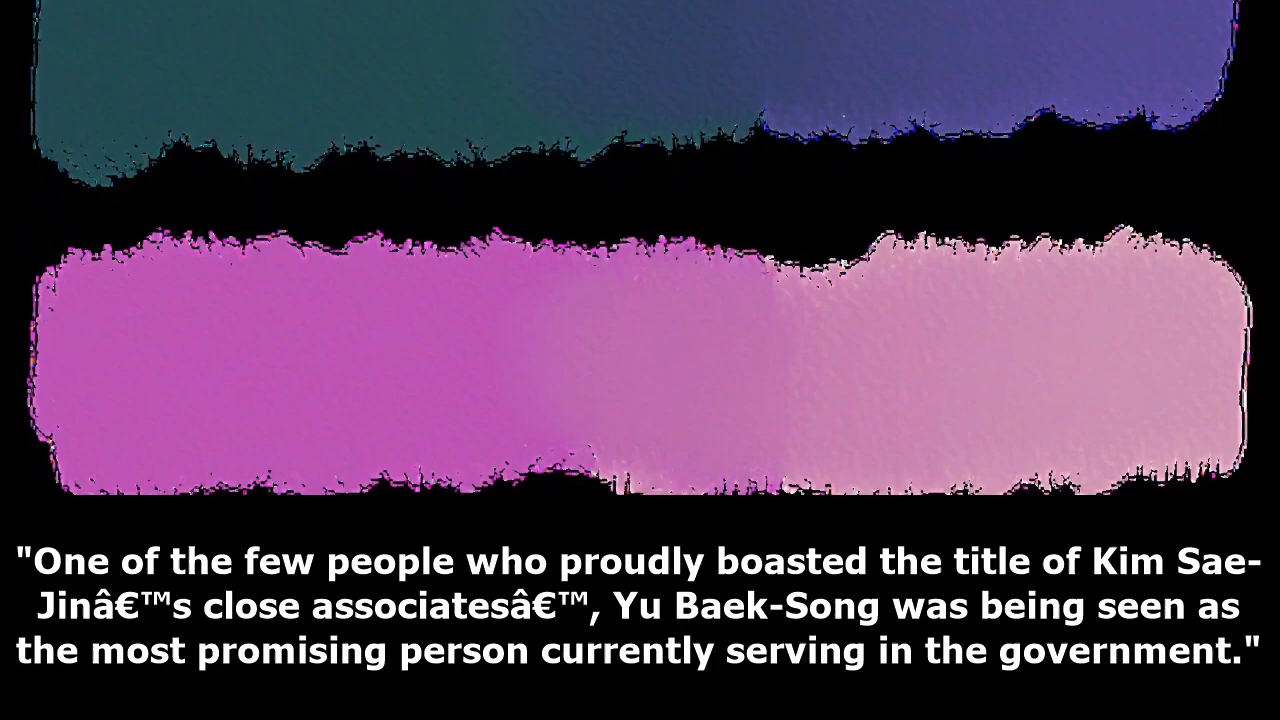 "One of the few people who proudly boasted the title of Kim Sae-
Jinâ€™s close associatesâ€™, Yu Baek-Song was being seen as
the most promising person currently serving in the government."